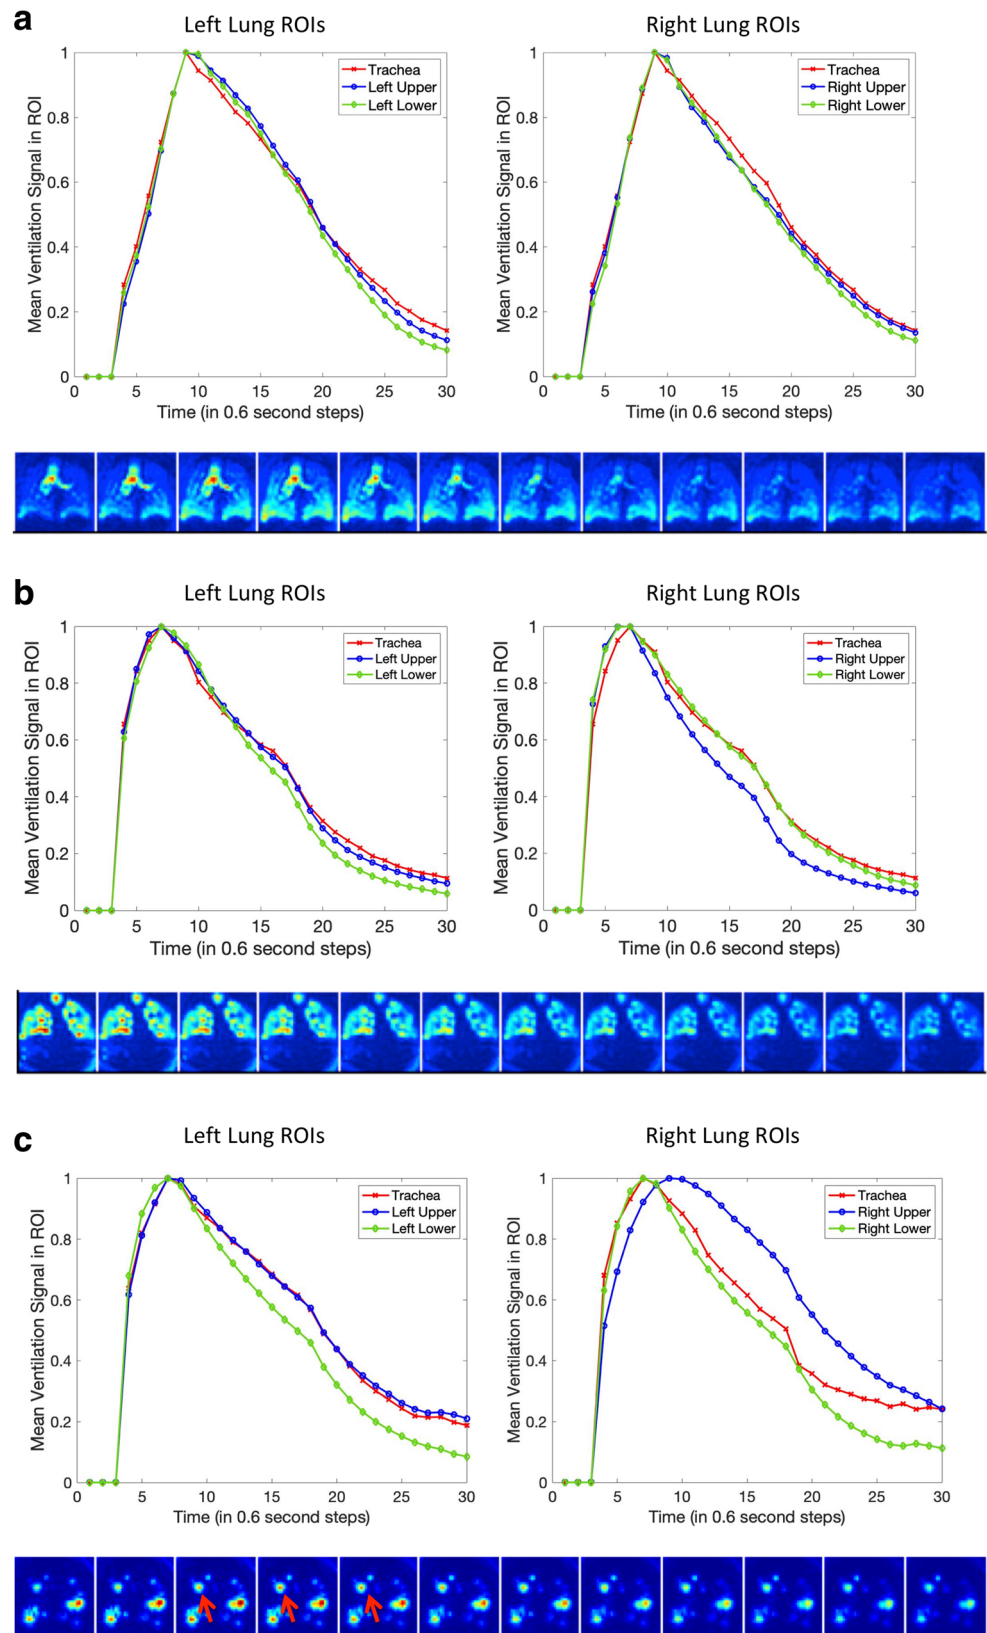 a
Left Lung ROIs
Right Lung ROIs
Mean Ventilation Signal in ROI
1
0.8
0.6
0.4
0.2
0
0 5 10 15 20 25 30
Time (in 0.6 second steps)
Trachea
Left Upper
Left Lower
Mean Ventilation Signal in ROI
1
0.8
0.6
0.4
0.2
0
0 5 10 15 20 25 30
Time (in 0.6 second steps)
Trachea
Right Upper
Right Lower
b
Left Lung ROIs
Right Lung ROIs
Mean Ventilation Signal in ROI
1
0.8
0.6
0.4
0.2
0
0 5 10 15 20 25 30
Time (in 0.6 second steps)
Trachea
Left Upper
Left Lower
Mean Ventilation Signal in ROI
1
0.8
0.6
0.4
0.2
0
0 5 10 15 20 25 30
Time (in 0.6 second steps)
Trachea
Right Upper
Right Lower
c
Left Lung ROIs
Right Lung ROIs
Mean Ventilation Signal in ROI
1
0.8
0.6
0.4
0.2
0
0 5 10 15 20 25 30
Time (in 0.6 second steps)
Trachea
Left Upper
Left Lower
Mean Ventilation Signal in ROI
1
0.8
0.6
0.4
0.2
0
0 5 10 15 20 25 30
Time (in 0.6 second steps)
Trachea
Right Upper
Right Lower